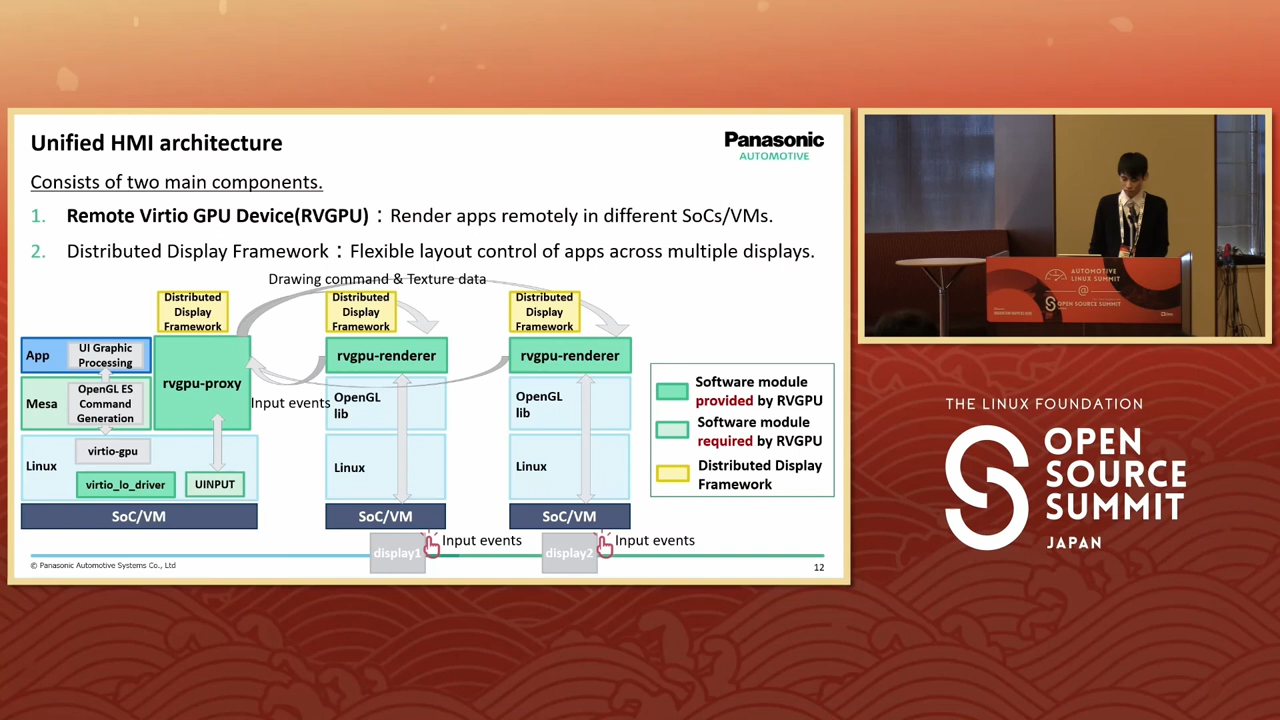 Unified HMI architecture
Panasonic
AUTOMOTIVE
Consists of two main components.
1. Remote Virtio GPU Device(RVGPU)：Render apps remotely in different SoCs/VMs.
2. Distributed Display Framework：Flexible layout control of apps across multiple displays.
Drawing command & Texture data
Distributed
Display
Framework
Distributed
Display
Framework
Distributed
Display
Framework
App
UI Graphic
Processing
rvgpu-proxy
rvgpu-renderer
rvgpu-renderer
Mesa
OpenGL ES
Command
Generation
Input events
OpenGL
lib
OpenGL
lib
Linux
virtio-gpu
virtio_lo_driver
UINPUT
Linux
Linux
SoC/VM
SoC/VM
SoC/VM
display1
Input events
display2
Input events
Software module
provided by RVGPU
Software module
required by RVGPU
Distributed Display
Framework
© Panasonic Automotive Systems Co., Ltd
12
AUTOMOTIVE
LINUX SUMMIT
@
OPEN SOURCE SUMMIT
THE LINUX FOUNDATION
OPEN
SOURCE
SUMMIT
JAPAN